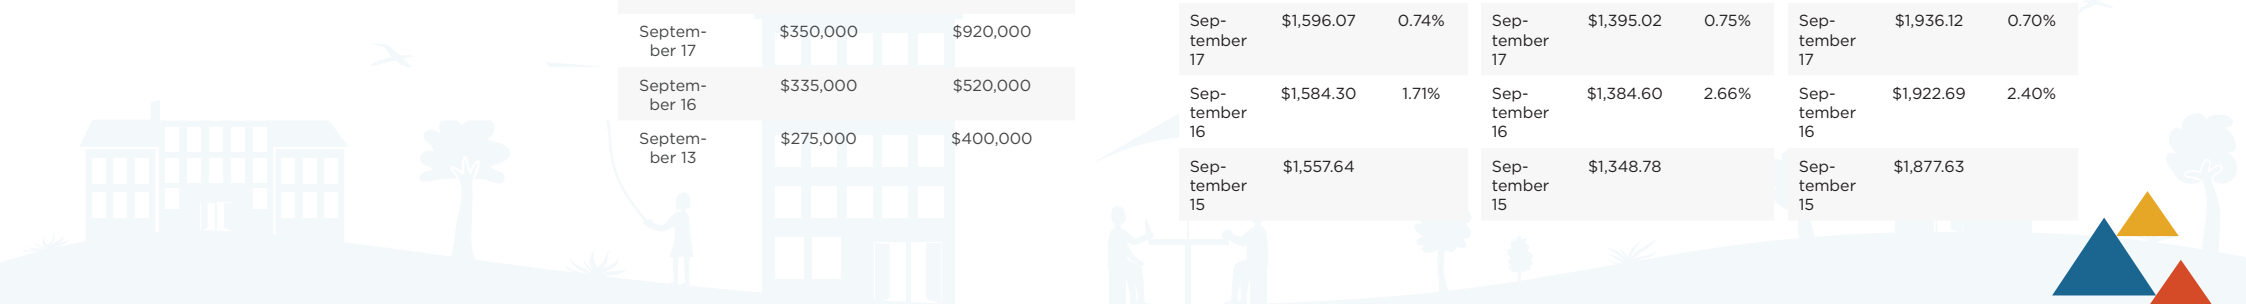 Septem-
ber 17 $350,000 $920,000
Septem-
ber 16 $335,000 $520,000
Septem-
ber 13 $275,000 $400,000
Sep- $1,596.07 0.74%
tember
17
Sep- $1,584.30 1.71%
tember
16
Sep- $1,557.64
tember
15
Sep- $1,395.02 0.75%
tember
17
Sep- $1,384.60 2.66%
tember
16
Sep- $1,348.78
tember
15
Sep- $1,936.12 0.70%
tember
17
Sep- $1,922.69 2.40%
tember
16
Sep- $1,877.63
tember
15